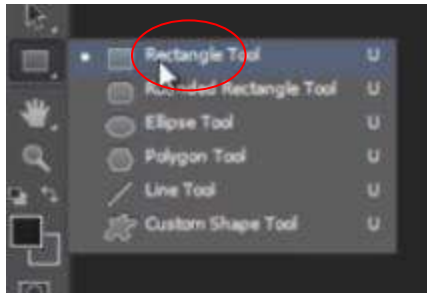 Rectangle Tool U
Rounded Rectangle Tool U
Ellipse Tool U
Polygon Tool U
Line Tool U
Custom Shape Tool U